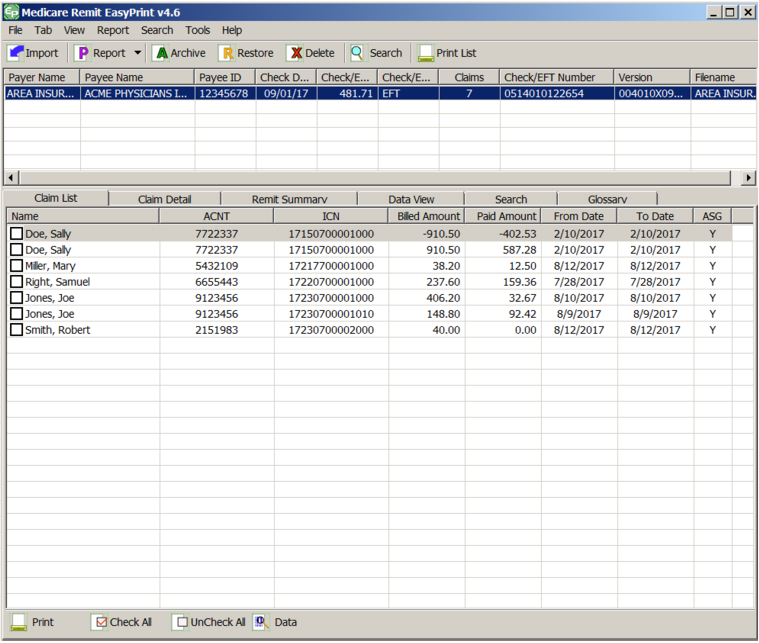 EP Medicare Remit EasyPrint v4.6
File Tab View Report Search Tools Help
Import P Report A Archive R Restore X Delete Search Print List
Payer Name Payee Name Payee ID Check D... Check/E... Check/E... Claims Check/EFT Number Version Filename
AREA INSUR... ACME PHYSICIANS I... 12345678 09/01/17 481.71 EFT 7 0514010122654 004010X09... AREA INSUR.
Claim List Claim Detail Remit Summary Data View Search Glossary
Name ACNT ICN Billed Amount Paid Amount From Date To Date ASG
Doe, Sally 7722337 17150700001000 -910.50 -402.53 2/10/2017 2/10/2017 Y
Doe, Sally 7722337 17150700001000 910.50 587.28 2/10/2017 2/10/2017 Y
Miller, Mary 5432109 17217700001000 38.20 12.50 8/12/2017 8/12/2017 Y
Right, Samuel 6655443 17220700001000 237.60 159.36 7/28/2017 7/28/2017 Y
Jones, Joe 9123456 17230700001000 406.20 32.67 8/10/2017 8/10/2017 Y
Jones, Joe 9123456 17230700001010 148.80 92.42 8/9/2017 8/9/2017 Y
Smith, Robert 2151983 17230700002000 40.00 0.00 8/12/2017 8/12/2017 Y
Print Check All UnCheck All Data